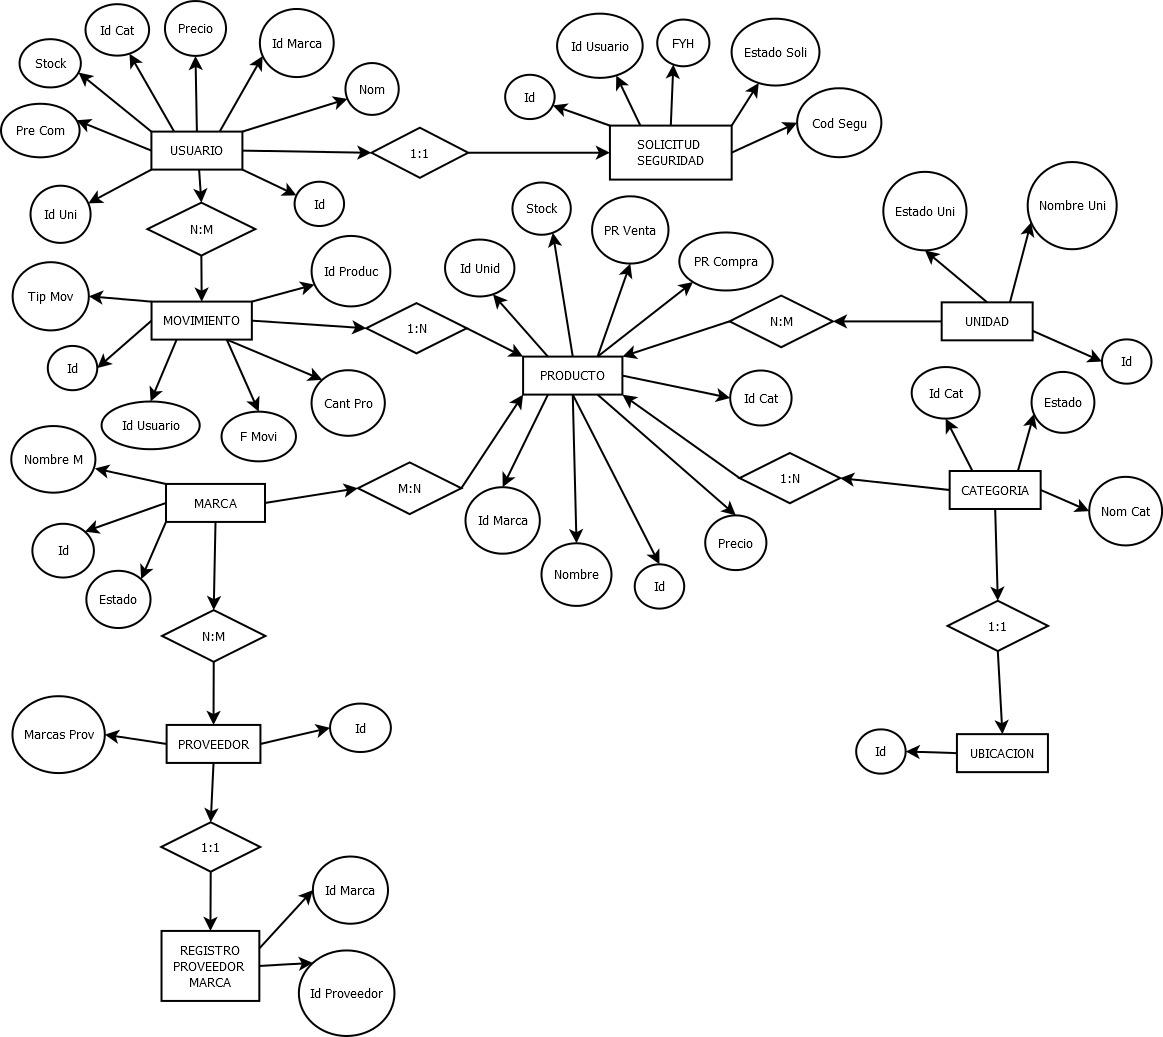 Id Cat
Precio
Id Marca
Stock
Nom
Pre Com
USUARIO
Id Uni
Id
1:1
Id Usuario
FYH
Estado Soli
Id
Cod Segu
SOLICITUD
SEGURIDAD
N:M
Tip Mov
Id Produc
MOVIMIENTO
Id
Id Usuario
F Movi
Cant Pro
1:N
Stock
PR Venta
Id Unid
PR Compra
PRODUCTO
Id Cat
Id Marca
Nombre
Id
Precio
N:M
Estado Uni
Nombre Uni
UNIDAD
Id
Id Cat
Estado
CATEGORIA
Nom Cat
1:N
Nombre M
MARCA
M:N
Id
Estado
N:M
1:1
Marcas Prov
PROVEEDOR
Id
Id
UBICACION
1:1
REGISTRO
PROVEEDOR
MARCA
Id Marca
Id Proveedor